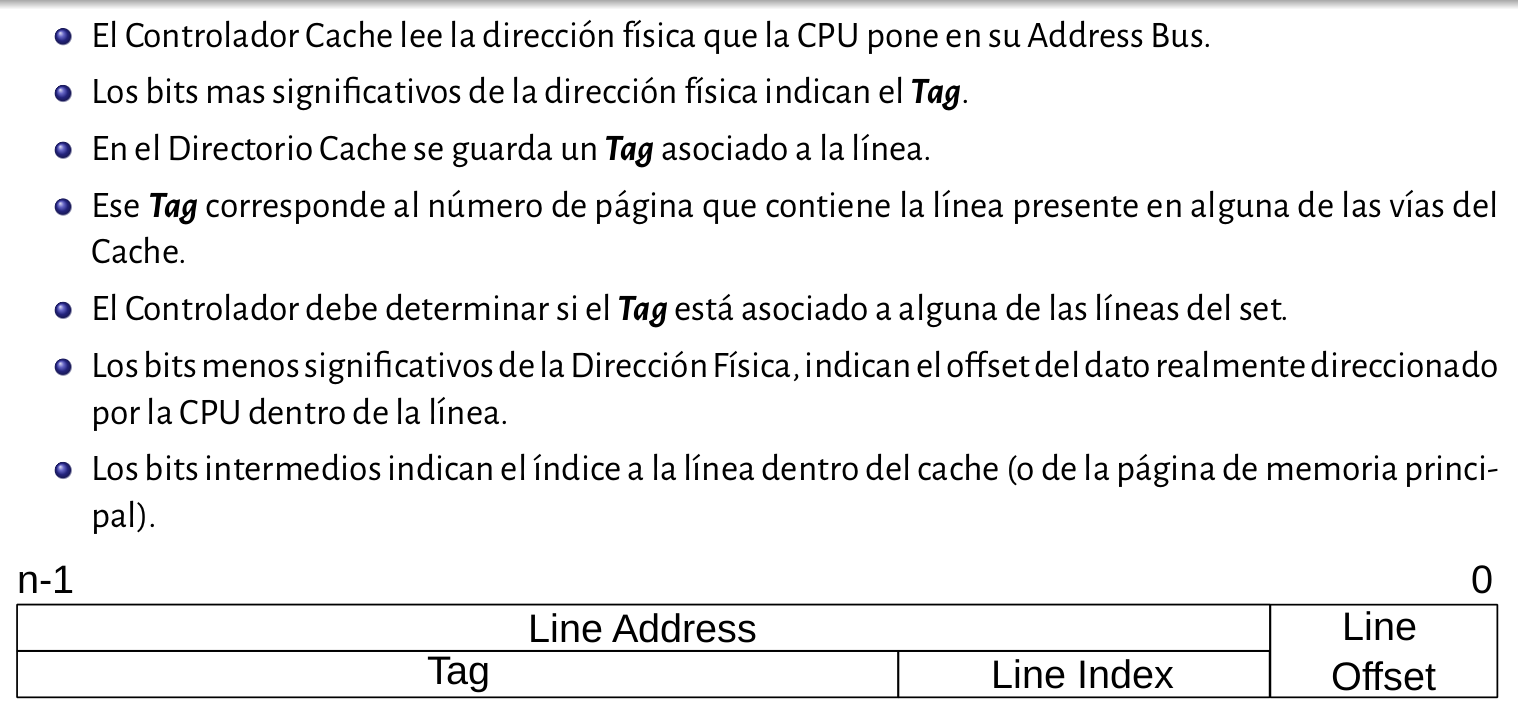 El Controlador Cache lee la dirección física que la CPU pone en su Address Bus.
Los bits mas significativos de la dirección física indican el Tag.
En el Directorio Cache se guarda un Tag asociado a la línea.
Ese Tag corresponde al número de página que contiene la línea presente en alguna de las vías del
Cache.
El Controlador debe determinar si el Tag está asociado a alguna de las líneas del set.
Los bits menos significativos de la Dirección Física, indican el offset del dato realmente direccionado
por la CPU dentro de la línea.
Los bits intermedios indican el índice a la línea dentro del cache (o de la página de memoria princi-
pal).
n-1 0
Line Address
Line
Offset
Tag
Line Index